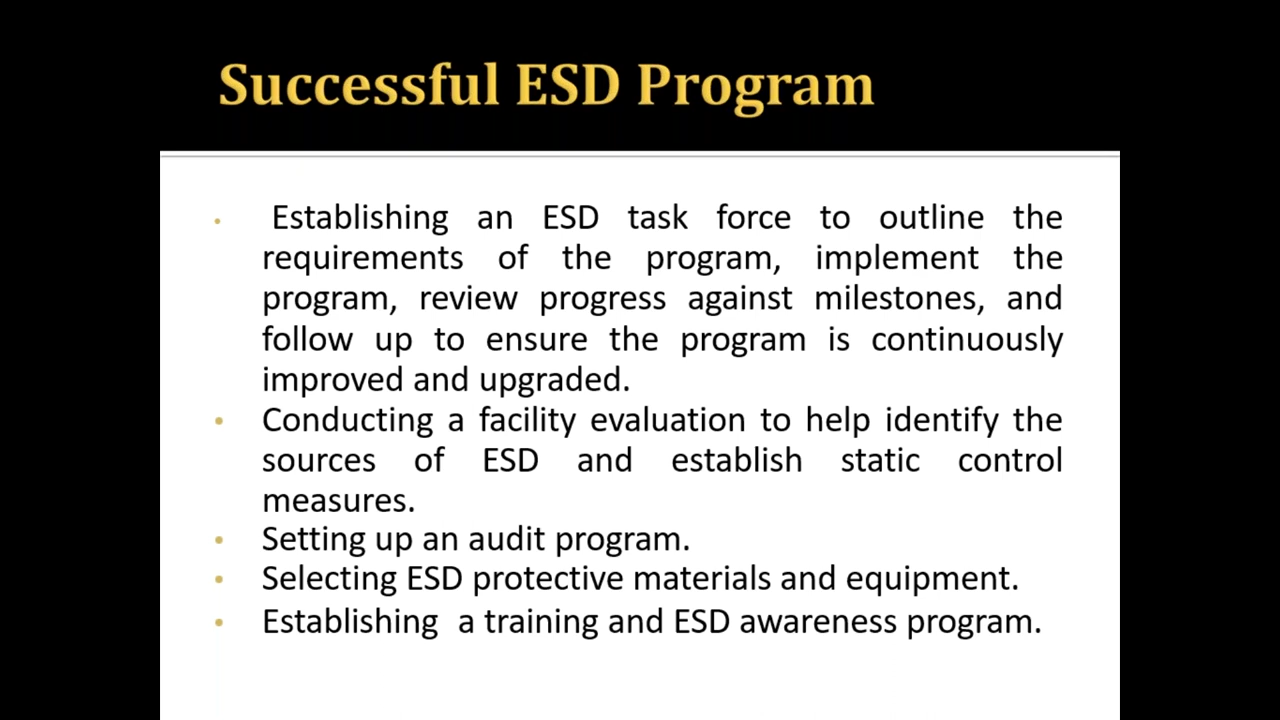 Successful ESD Program
• Establishing an ESD task force to outline the
requirements of the program, implement the
program, review progress against milestones, and
follow up to ensure the program is continuously
improved and upgraded.
• Conducting a facility evaluation to help identify the
sources of ESD and establish static control
measures.
• Setting up an audit program.
• Selecting ESD protective materials and equipment.
• Establishing a training and ESD awareness program.